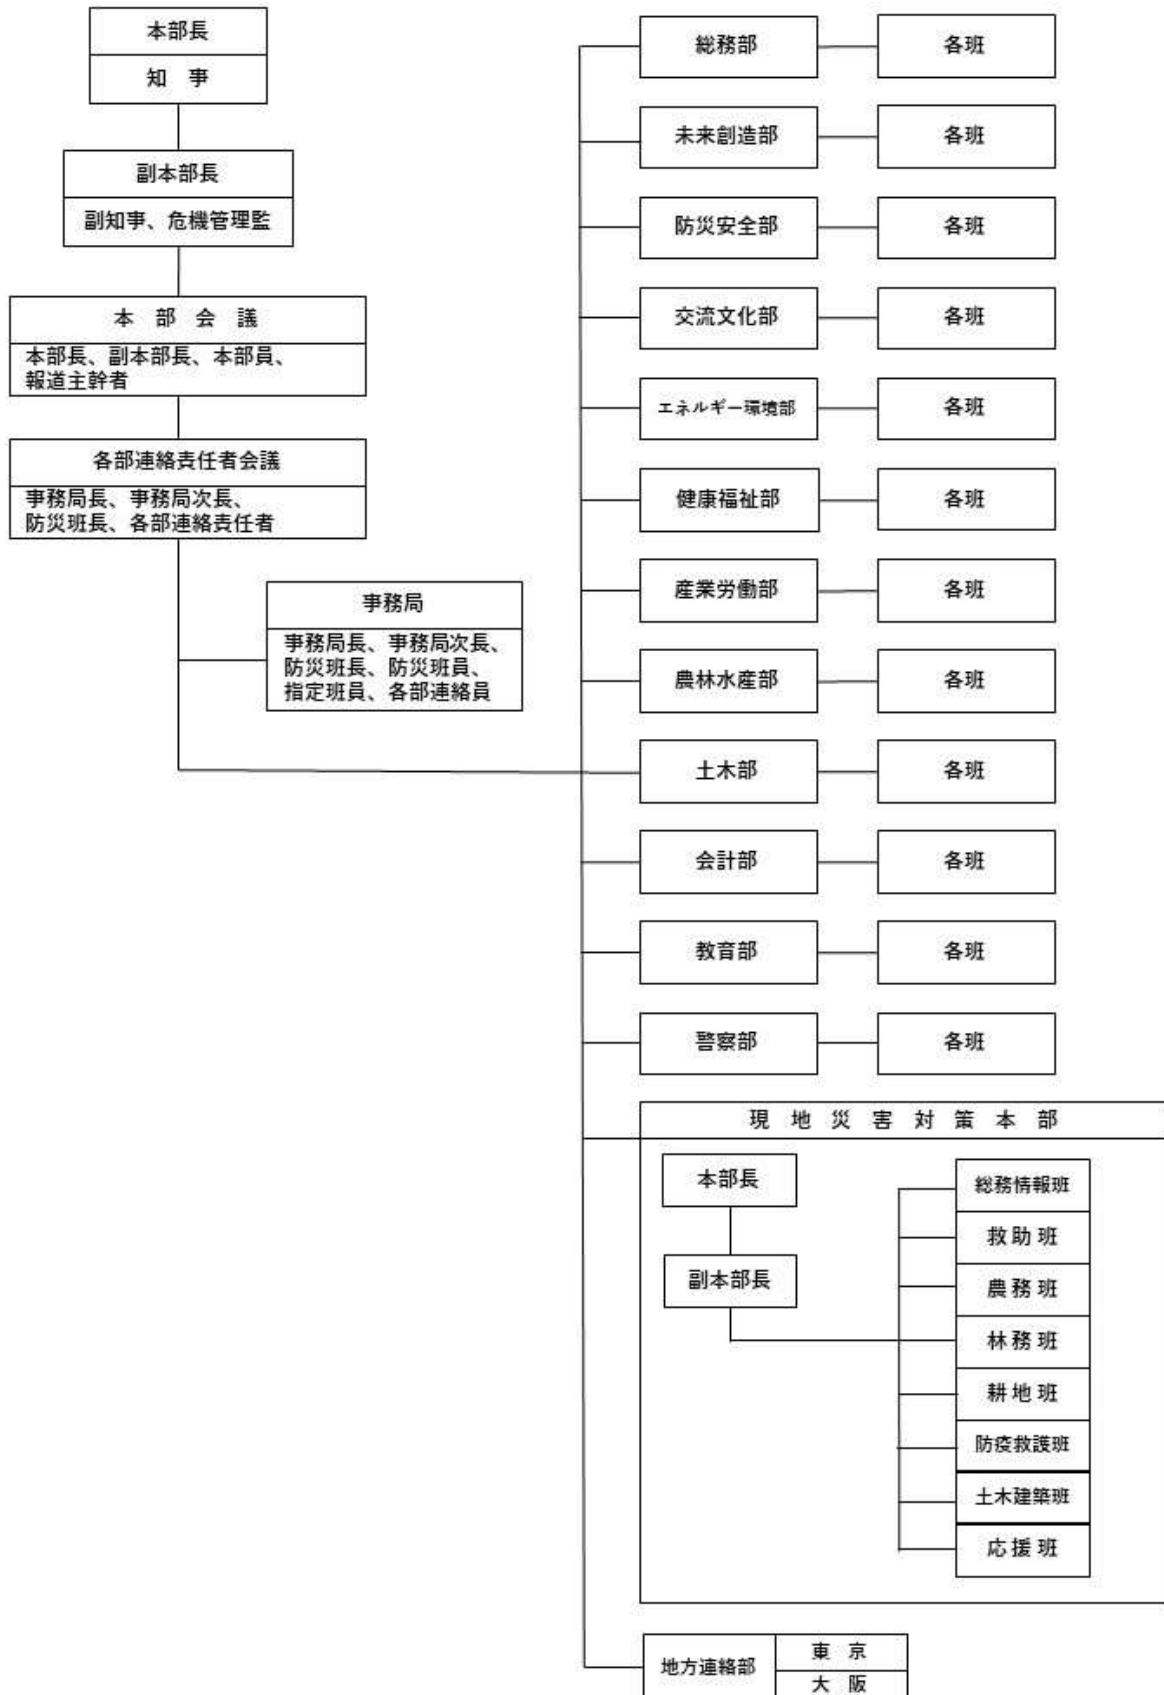 本部長
知　事
副本部長
副知事、危機管理監
本　部　会　議
本部長、副本部長、本部員、
報道主幹者
各部連絡責任者会議
事務局長、事務局次長、
防災班長、各部連絡責任者
事務局
事務局長、事務局次長、
防災班長、防災班員、
指定班員、各部連絡員
総務部
各班
未来創造部
各班
防災安全部
各班
交流文化部
各班
エネルギー環境部
各班
健康福祉部
各班
産業労働部
各班
農林水産部
各班
土木部
各班
会計部
各班
教育部
各班
警察部
各班
現　地　災　害　対　策　本　部
本部長
副本部長
総務情報班
救助班
農務班
林務班
耕地班
防疫救護班
土木建築班
応援班
地方連絡部
東　京
大　阪